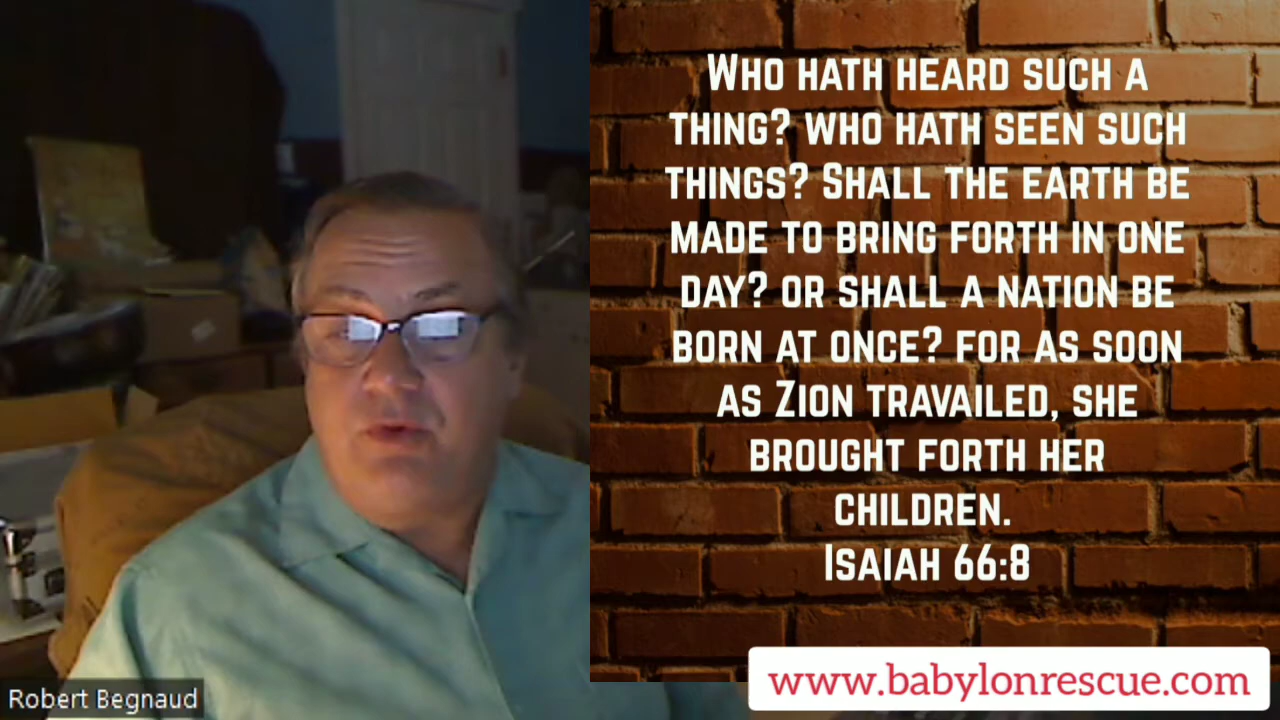 Who hath heard such a
thing? who hath seen such
things? Shall the earth be
made to bring forth in one
day? or shall a nation be
born at once? for as soon
as Zion travailed, she
brought forth her
children.
Isaiah 66:8
www.babylonrescue.com
Robert Begnaud